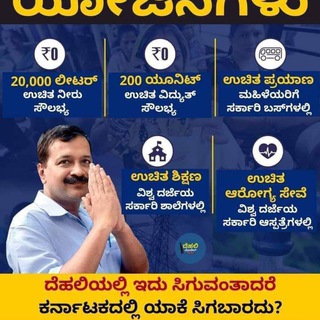 ಯೋಜನೆಗಳು
₹0
20,000 ಲೀಟರ್
ಉಚಿತ ನೀರು
ಸೌಲಭ್ಯ
₹0
200 ಯೂನಿಟ್
ಉಚಿತ ವಿದ್ಯುತ್
ಸೌಲಭ್ಯ
ಉಚಿತ ಪ್ರಯಾಣ
ಮಹಿಳೆಯರಿಗೆ
ಸರ್ಕಾರಿ ಬಸ್‌ಗಳಲ್ಲಿ
ಉಚಿತ ಶಿಕ್ಷಣ
ವಿಶ್ವ ದರ್ಜೆಯ
ಸರ್ಕಾರಿ ಶಾಲೆಗಳಲ್ಲಿ
ಉಚಿತ
ಆರೋಗ್ಯ ಸೇವೆ
ವಿಶ್ವ ದರ್ಜೆಯ
ಸರ್ಕಾರಿ ಆಸ್ಪತ್ರೆಗಳಲ್ಲಿ
ದೆಹಲಿ
ದೆಹಲಿಯಲ್ಲಿ ಇದು ಸಿಗುವಂತಾದರೆ
ಕರ್ನಾಟಕದಲ್ಲಿ ಯಾಕೆ ಸಿಗಬಾರದು?